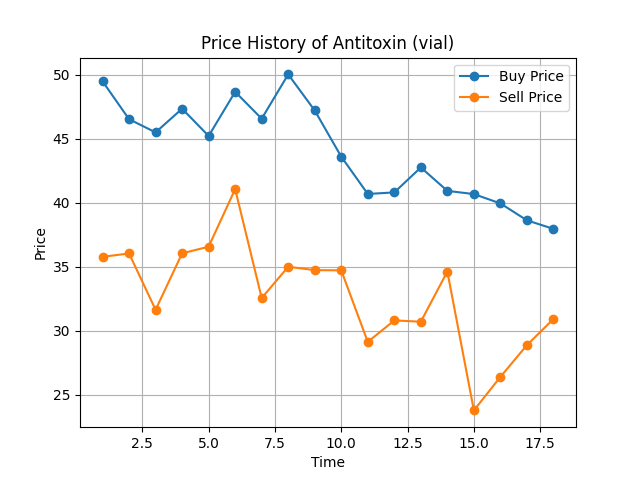 Price History of Antitoxin (vial)
Buy Price
Sell Price
50
45
40
35
30
25
Price
2.5 5.0 7.5 10.0 12.5 15.0 17.5
Time